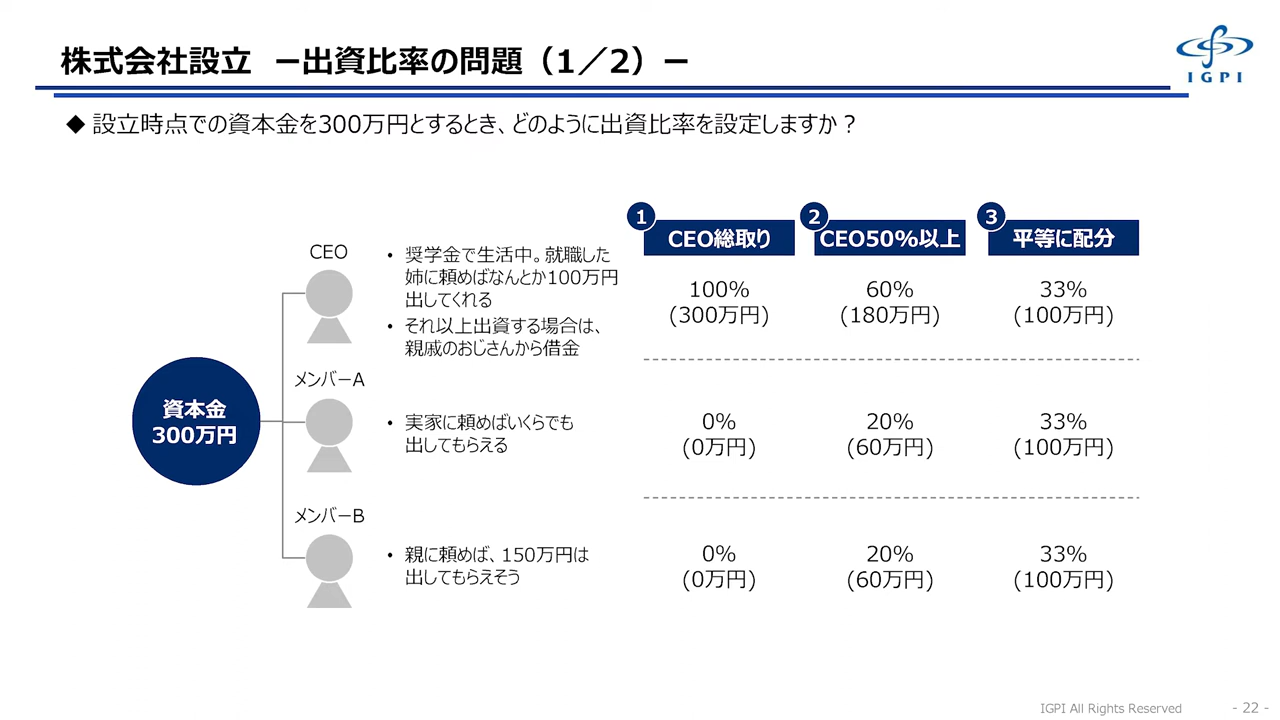 株式会社設立 －出資比率の問題（1／2）－
IGPI
◆ 設立時点での資本金を300万円とするとき、どのように出資比率を設定しますか？
1
CEO総取り
2
CEO50%以上
3
平等に配分
CEO
• 奨学金で生活中。就職した
姉に頼めばなんとか100万円
出してくれる
• それ以上出資する場合は、
親戚のおじさんから借金
100%
(300万円)
60%
(180万円)
33%
(100万円)
資本金
300万円
メンバーA
• 実家に頼めばいくらでも
出してもらえる
0%
(0万円)
20%
(60万円)
33%
(100万円)
メンバーB
• 親に頼めば、150万円は
出してもらえそう
0%
(0万円)
20%
(60万円)
33%
(100万円)
IGPI All Rights Reserved
- 22 -